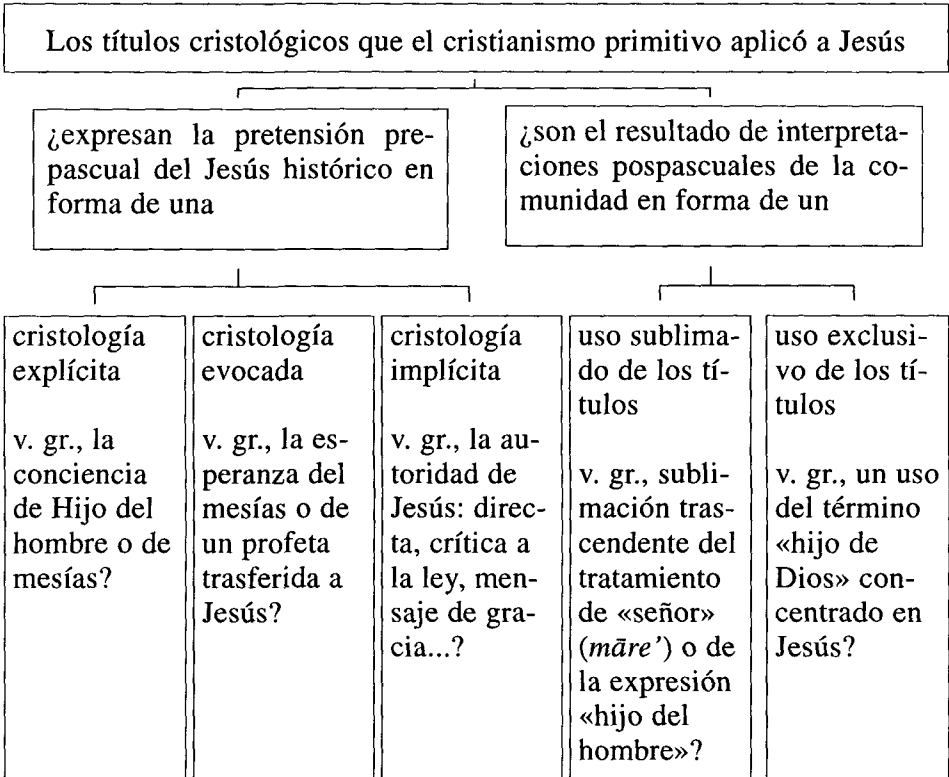 Los títulos cristológicos que el cristianismo primitivo aplicó a Jesús
¿expresan la pretensión pre-
pascual del Jesús histórico en
forma de una
¿son el resultado de interpreta-
ciones pospascuales de la co-
munidad en forma de un
cristología
explícita
v. gr., la
conciencia
de Hijo del
hombre o de
mesías?
cristología
evocada
v. gr., la es-
peranza del
mesías o de
un profeta
trasferida a
Jesús?
cristología
implícita
v. gr., la au-
toridad de
Jesús: direc-
ta, crítica a
la ley, men-
saje de gra-
cia...?
uso sublima-
do de los tí-
tulos
v. gr., subli-
mación tras-
cendente del
tratamiento
de «señor»
(māre’) o de
la expresión
«hijo del
hombre»?
uso exclusi-
vo de los tí-
tulos
v. gr., un uso
del término
«hijo de
Dios» con-
centrado en
Jesús?